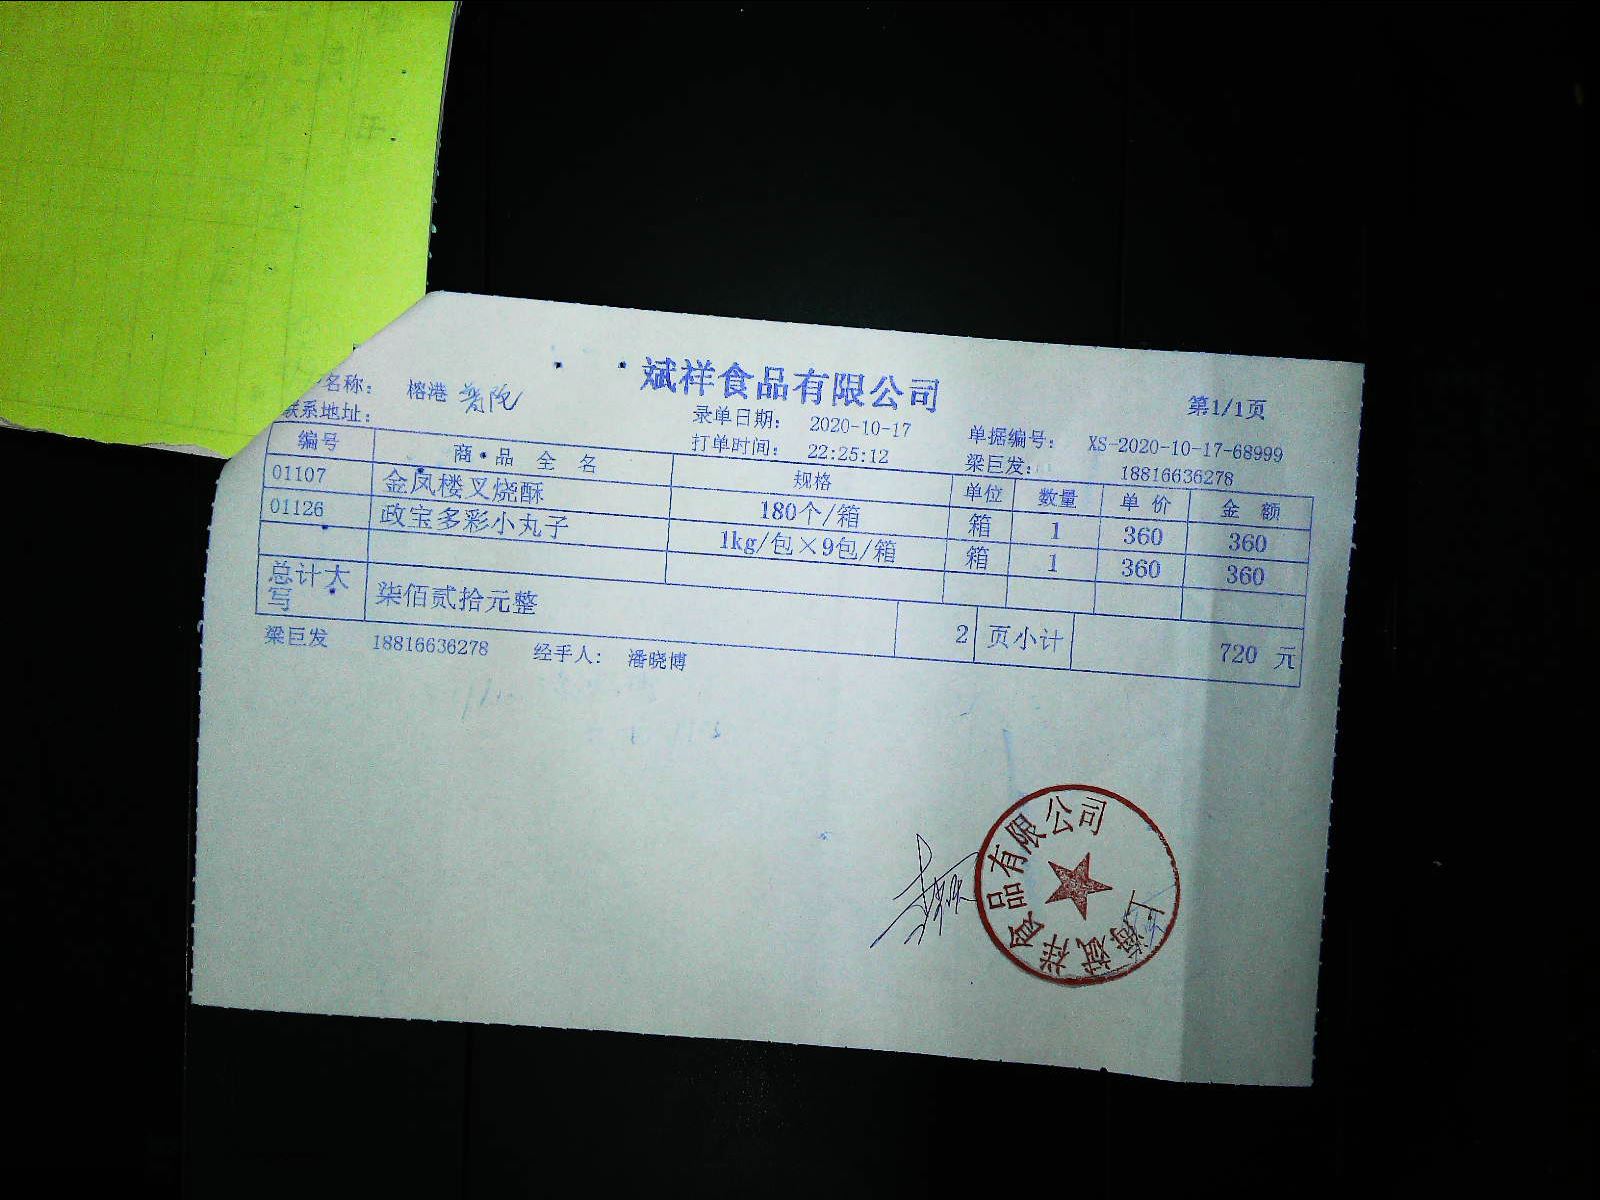 斌祥食品有限公司
名称： 榕港 普陀 录单日期： 2020-10-17 单据编号： XS-2020-10-17-68999 第1/1页
联系地址： 打单时间： 22:25:12 梁巨发： 18816636278
编号 商品全名 规格 单位 数量 单价 金额
01107 金凤楼叉烧酥 180个/箱 箱 1 360 360
01126 政宝多彩小丸子 1kg/包×9包/箱 箱 1 360 360
总计大写 柒佰贰拾元整 2 页小计 720 元
梁巨发 18816636278 经手人： 潘晓博
上海斌祥食品有限公司